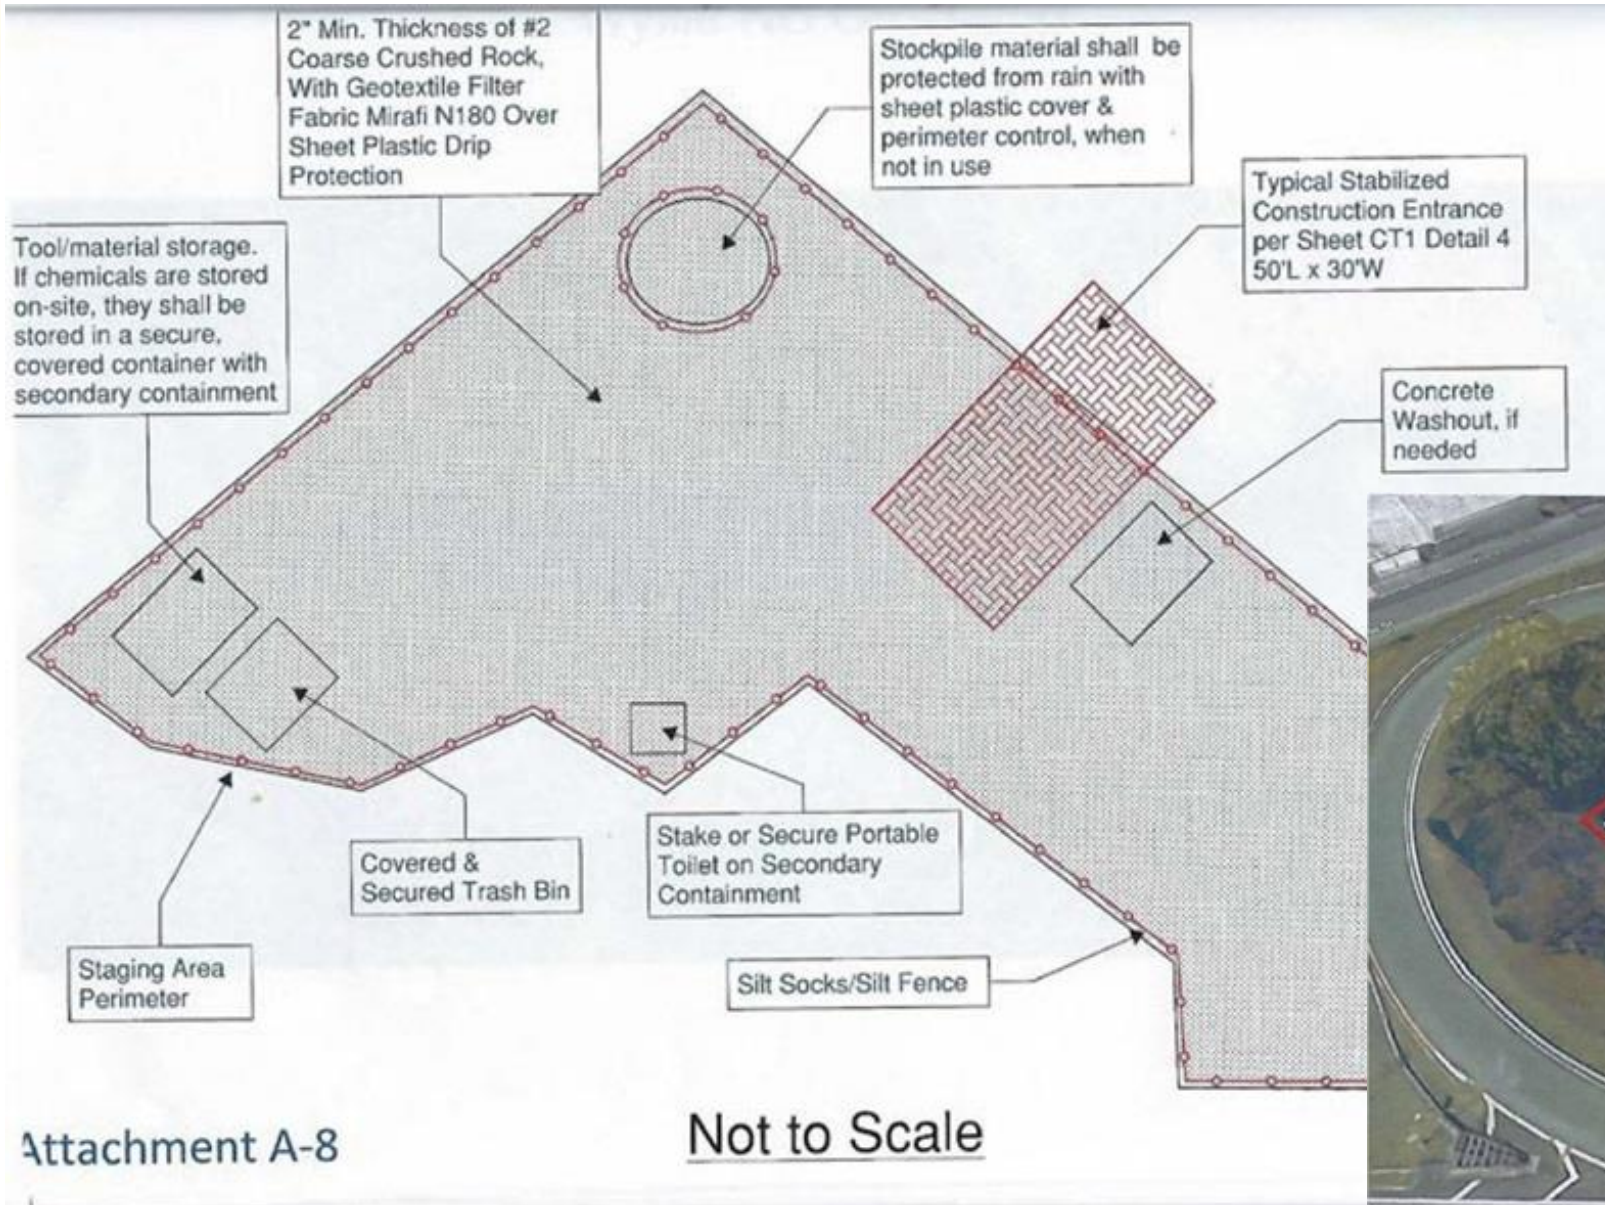 2" Min. Thickness of #2
Coarse Crushed Rock,
With Geotextile Filter
Fabric Mirafi N180 Over
Sheet Plastic Drip
Protection
Stockpile material shall be
protected from rain with
sheet plastic cover &
perimeter control, when
not in use
Typical Stabilized
Construction Entrance
per Sheet CT1 Detail 4
50'L x 30'W
Tool/material storage.
If chemicals are stored
on-site, they shall be
stored in a secure,
covered container with
secondary containment
Concrete
Washout, if
needed
Covered &
Secured Trash Bin
Stake or Secure Portable
Toilet on Secondary
Containment
Staging Area
Perimeter
Silt Socks/Silt Fence
Attachment A-8
Not to Scale